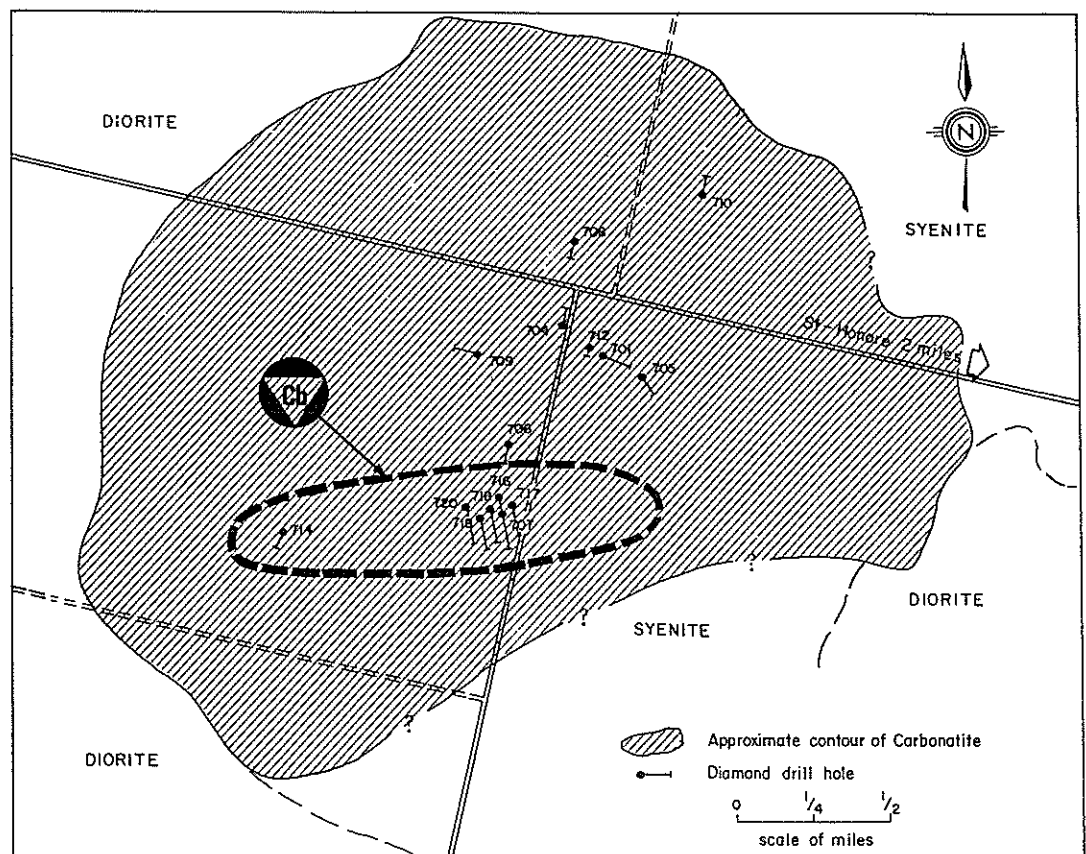 DIORITE
N
710
SYENITE
708
?
704
St-Honore 2 miles
712
701
709
705
Cb
706
716
720
718
717
719
707
714
?
DIORITE
?
SYENITE
?
DIORITE
Approximate contour of Carbonatite
Diamond drill hole
0 1/4 1/2
scale of miles